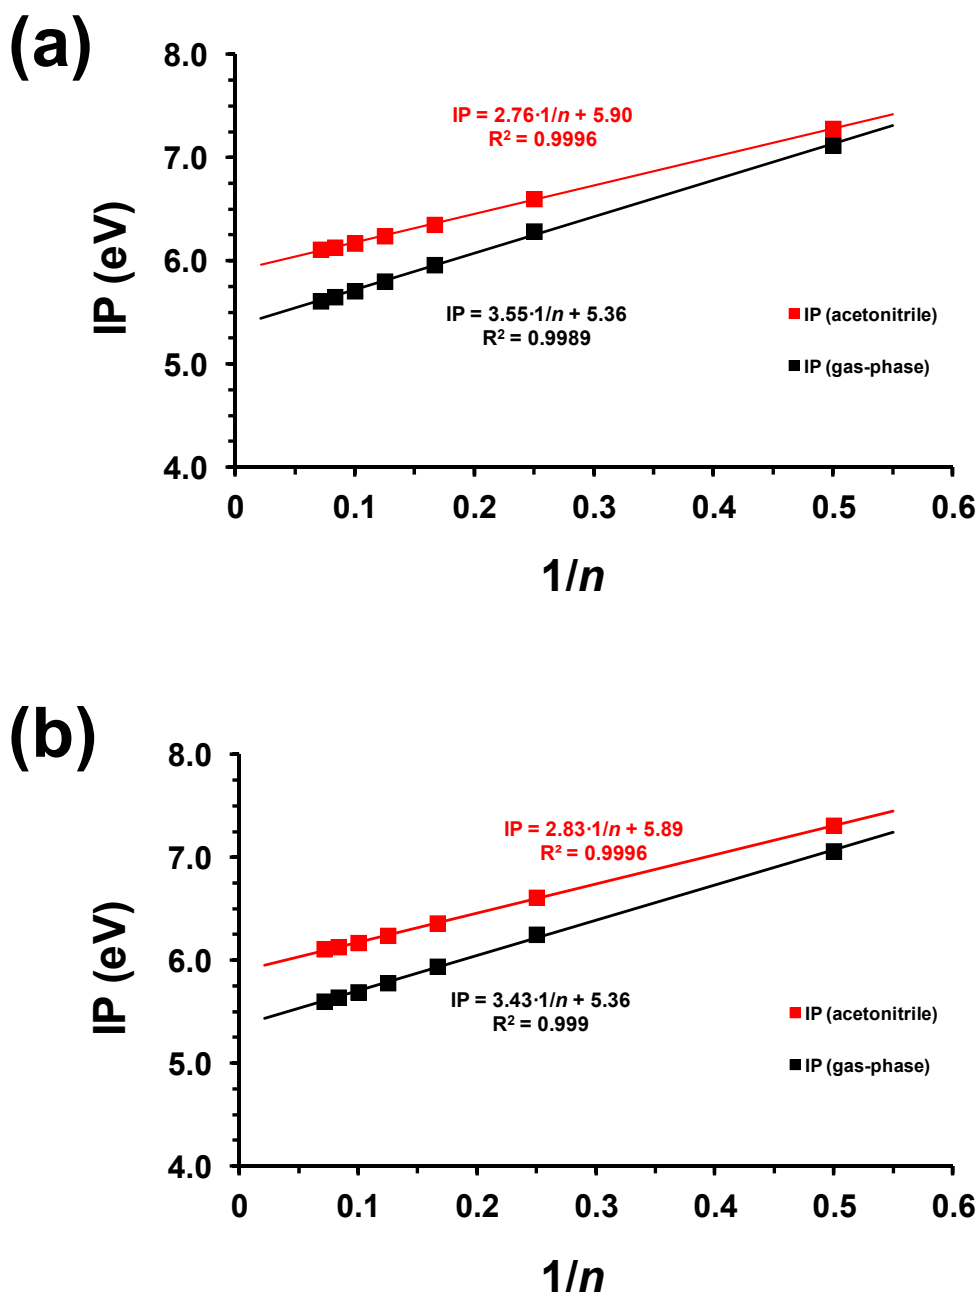 (a)
8.0
7.0
6.0
5.0
4.0
IP (eV)
IP = 2.76·1/n + 5.90
R² = 0.9996
IP = 3.55·1/n + 5.36
R² = 0.9989
IP (acetonitrile)
IP (gas-phase)
0 0.1 0.2 0.3 0.4 0.5 0.6
1/n
(b)
8.0
7.0
6.0
5.0
4.0
IP (eV)
IP = 2.83·1/n + 5.89
R² = 0.9996
IP = 3.43·1/n + 5.36
R² = 0.999
IP (acetonitrile)
IP (gas-phase)
0 0.1 0.2 0.3 0.4 0.5 0.6
1/n